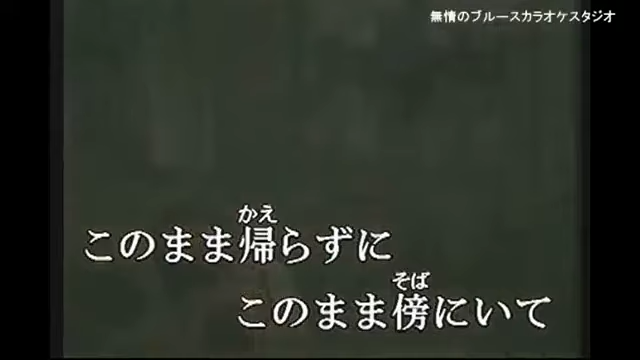 無情のブルースカラオケスタジオ
かえ
このまま帰らずに
そば
このまま傍にいて